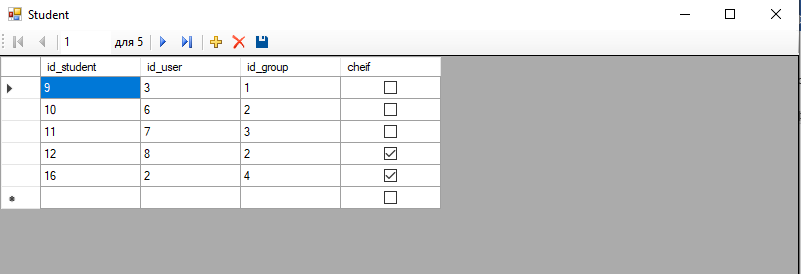 Student
1 для 5
id_student id_user id_group cheif
9 3 1
10 6 2
11 7 3
12 8 2
16 2 4